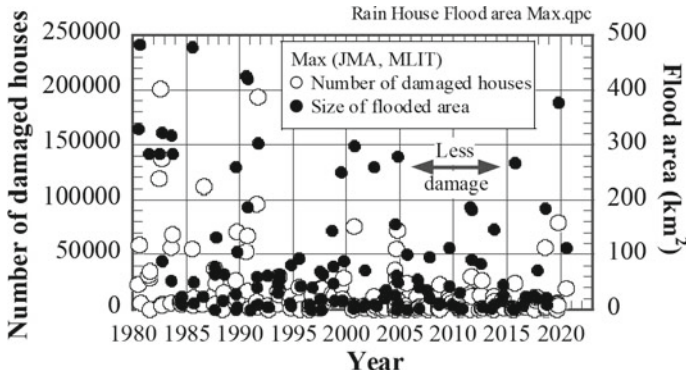 Rain House Flood area Max.qpc
Number of damaged houses
250000
200000
150000
100000
50000
0
Max (JMA, MLIT)
Number of damaged houses
Size of flooded area
Less
damage
500
400
300
200
100
0
Flood area (km²)
1980 1985 1990 1995 2000 2005 2010 2015 2020
Year